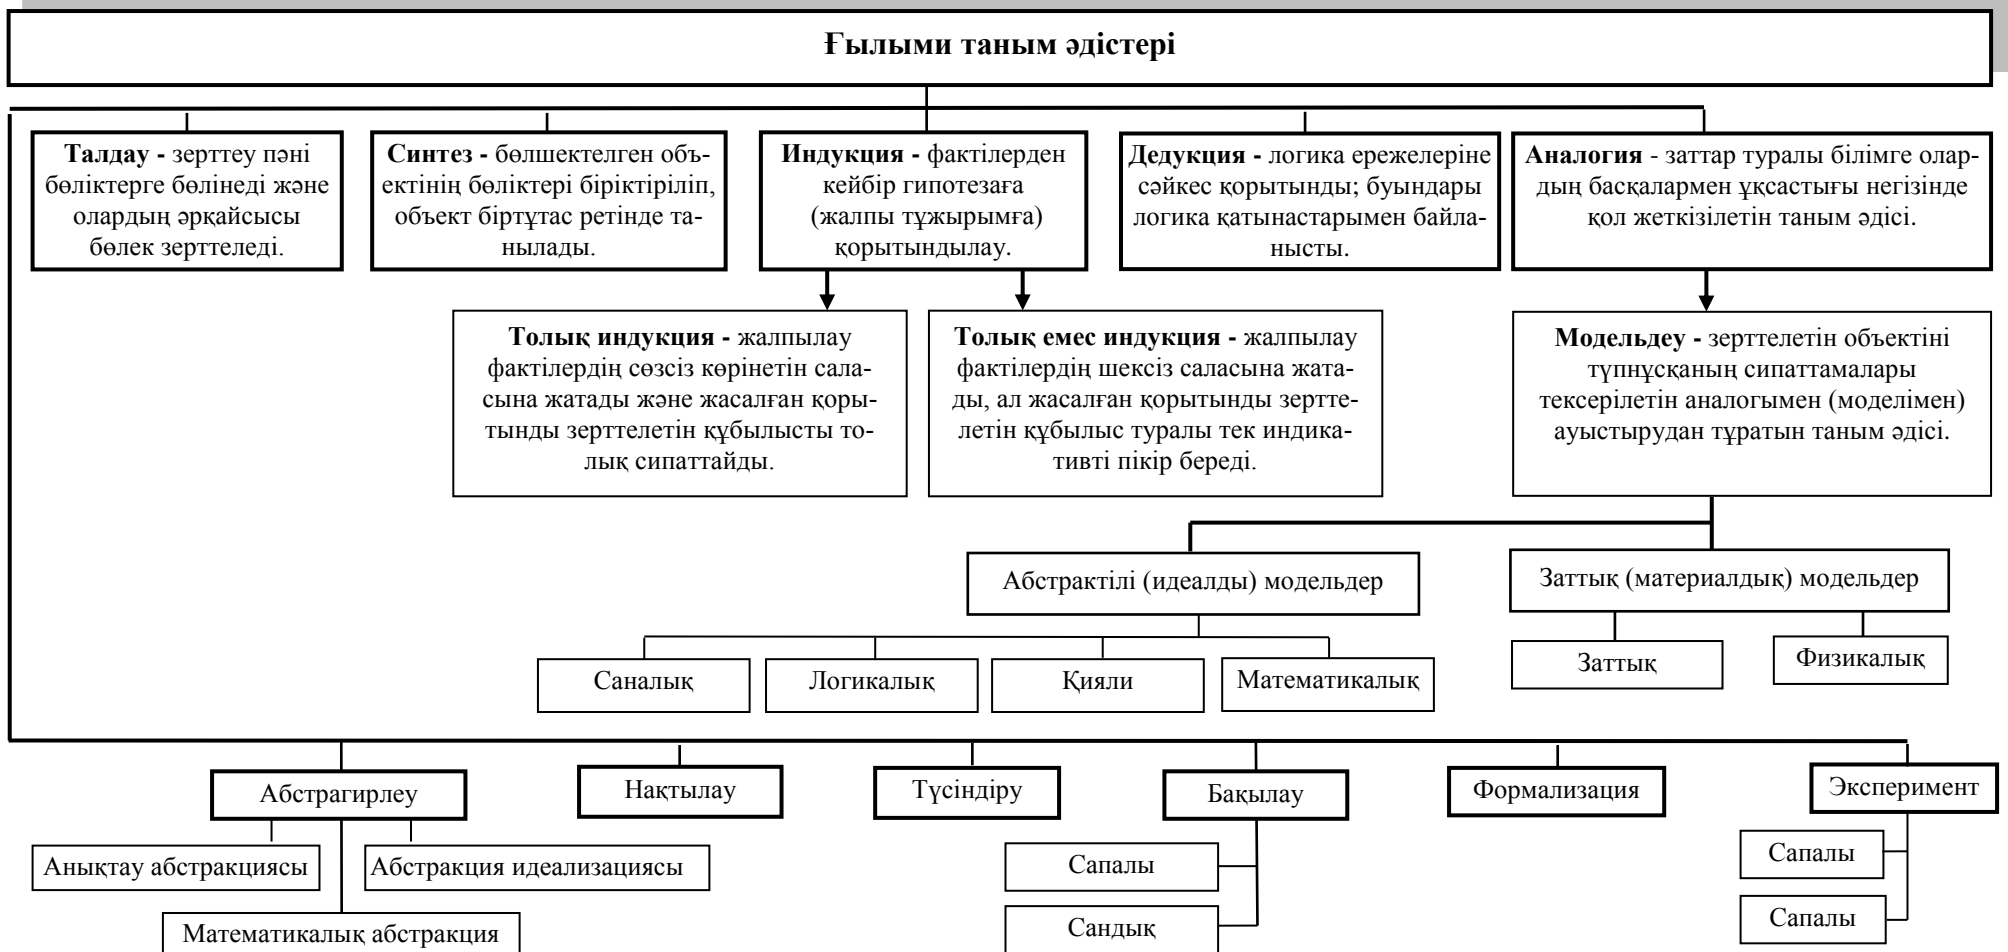 Ғылыми таным әдістері
Талдау - зерттеу пәні
бөліктерге бөлінеді және
олардың әрқайсысы
бөлек зерттеледі.
Синтез - бөлшектелген объ-
ектінің бөліктері біріктіріліп,
объект біртұтас ретінде та-
нылады.
Индукция - фактілерден
кейбір гипотезаға
(жалпы тұжырымға)
қорытындылау.
Дедукция - логика ережелеріне
сәйкес қорытынды; буындары
логика қатынастарымен байла-
нысты.
Аналогия - заттар туралы білімге олар-
дың басқалармен ұқсастығы негізінде
қол жеткізілетін таным әдісі.
Толық индукция - жалпылау
фактілердің сөзсіз көрінетін сала-
сына жатады және жасалған қоры-
тынды зерттелетін құбылысты то-
лық сипаттайды.
Толық емес индукция - жалпылау
фактілердің шексіз саласына жата-
ды, ал жасалған қорытынды зертте-
летін құбылыс туралы тек индика-
тивті пікір береді.
Модельдеу - зерттелетін объектіні
түпнұсқаның сипаттамалары
тексерілетін аналогымен (моделімен)
ауыстырудан тұратын таным әдісі.
Абстрактілі (идеалды) модельдер
Заттық (материалдық) модельдер
Саналық
Логикалық
Қияли
Математикалық
Заттық
Физикалық
Абстрагирлеу
Нақтылау
Түсіндіру
Бақылау
Формализация
Эксперимент
Анықтау абстракциясы
Абстракция идеализациясы
Математикалық абстракция
Сапалы
Сандық
Сапалы
Сапалы